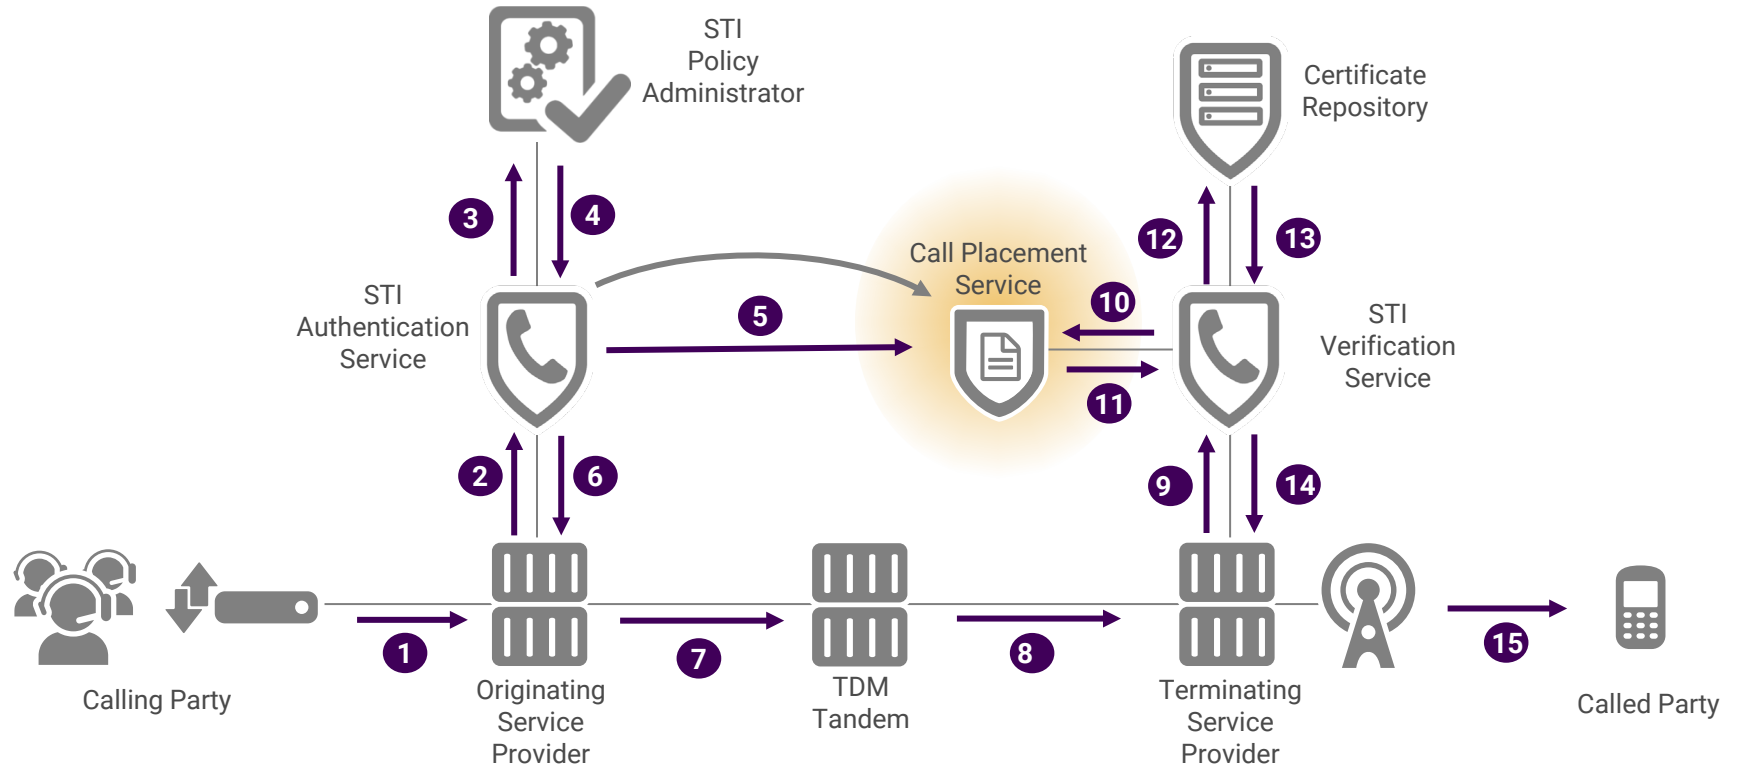 STI
Policy
Administrator
Certificate
Repository
3
4
12
13
Call Placement
Service
STI
Authentication
Service
5
10
11
STI
Verification
Service
2
6
9
14
1
7
8
15
Calling Party
Originating
Service
Provider
TDM
Tandem
Terminating
Service
Provider
Called Party